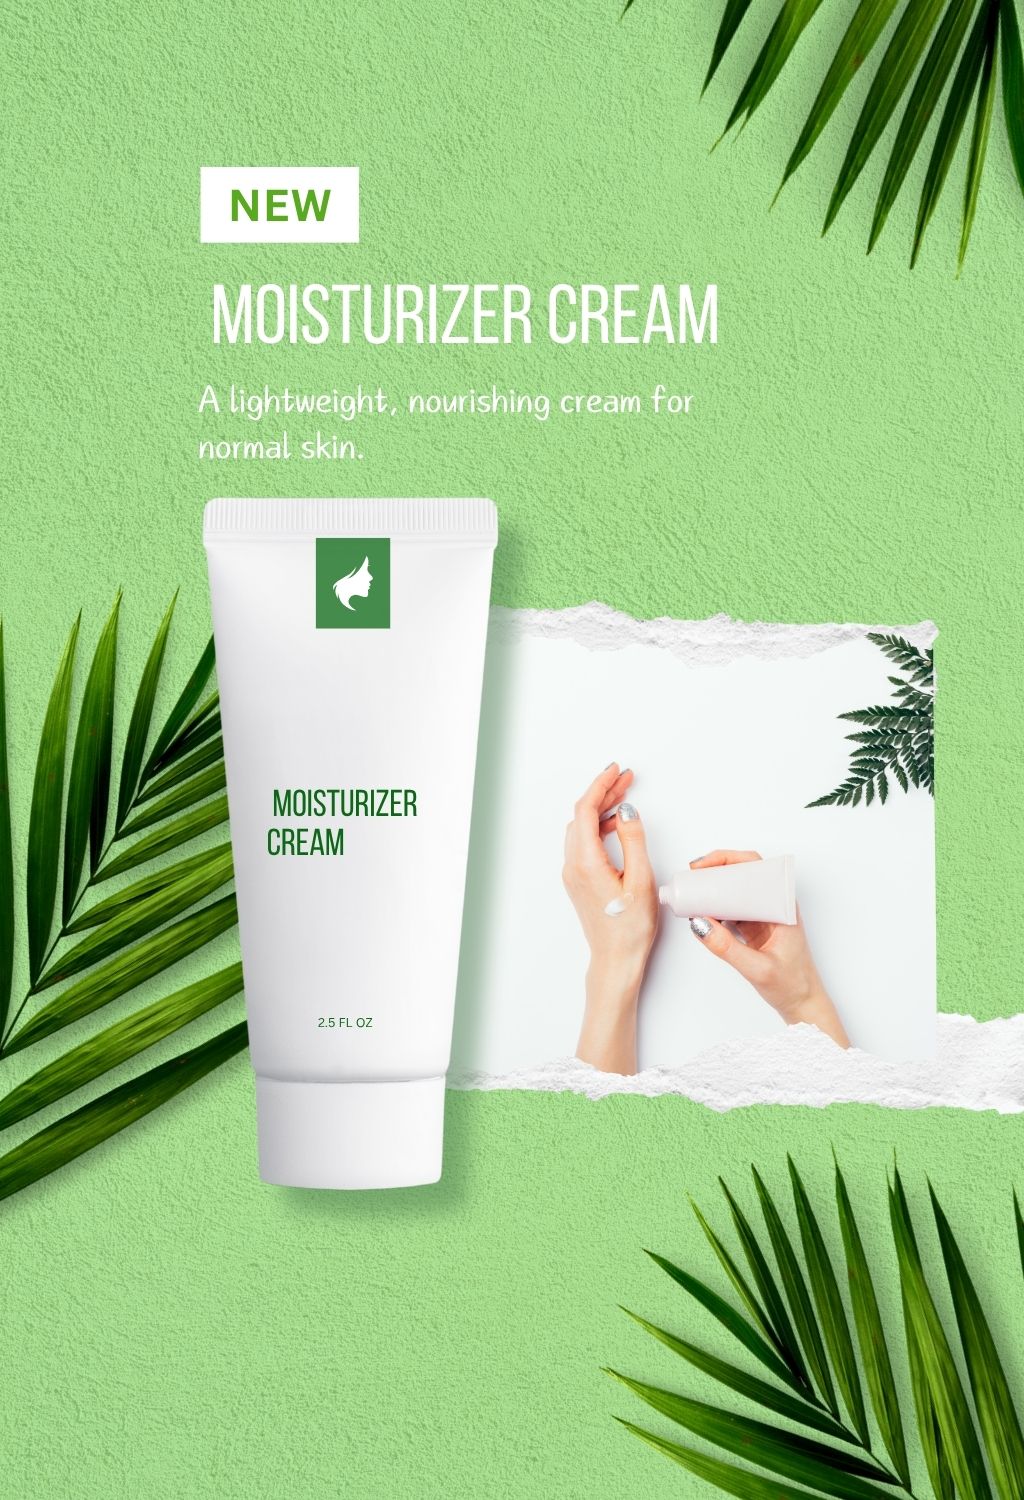 NEW
MOISTURIZER CREAM
A lightweight, nourishing cream for
normal skin.
MOISTURIZER
CREAM
2.5 FL OZ